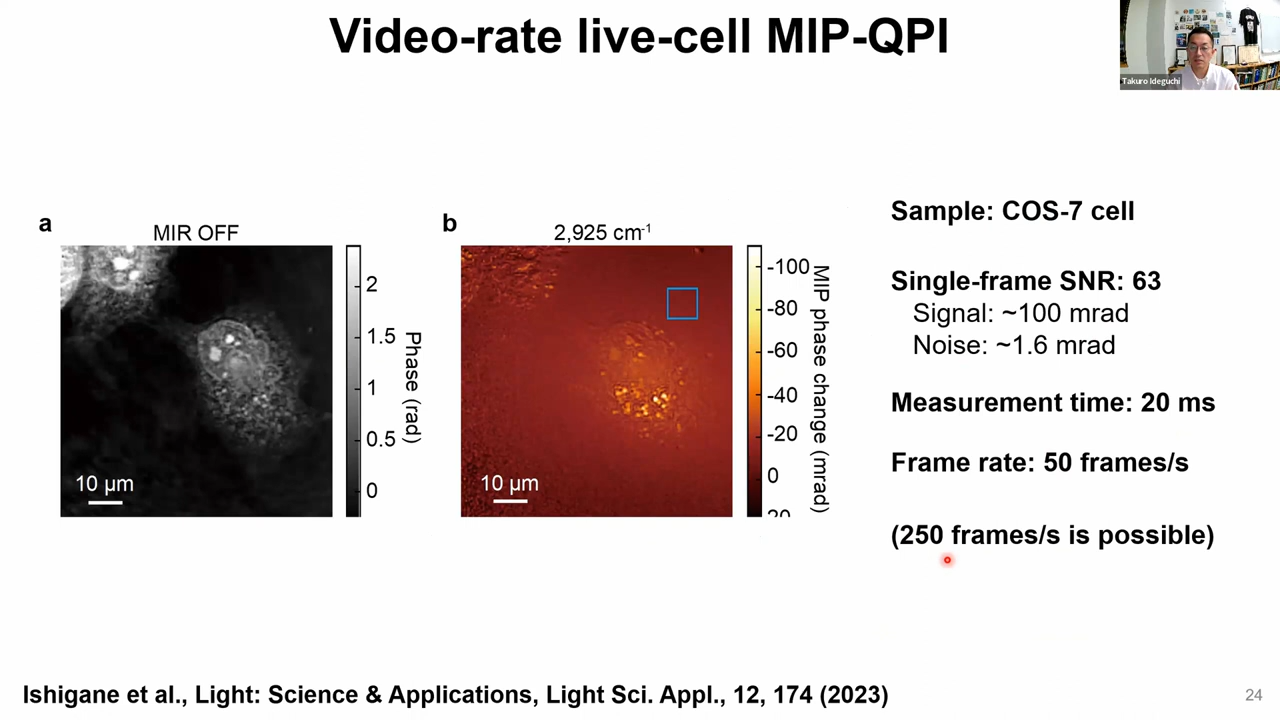 Video-rate live-cell MIP-QPI
Takuro Ideguchi
a
MIR OFF
2
1.5
1
0.5
0
Phase (rad)
10 µm
b
2,925 cm-1
-100
-80
-60
-40
-20
0
20
MIP phase change (mrad)
10 µm
Sample: COS-7 cell
Single-frame SNR: 63
Signal: ~100 mrad
Noise: ~1.6 mrad
Measurement time: 20 ms
Frame rate: 50 frames/s
(250 frames/s is possible)
Ishigane et al., Light: Science & Applications, Light Sci. Appl., 12, 174 (2023)
24